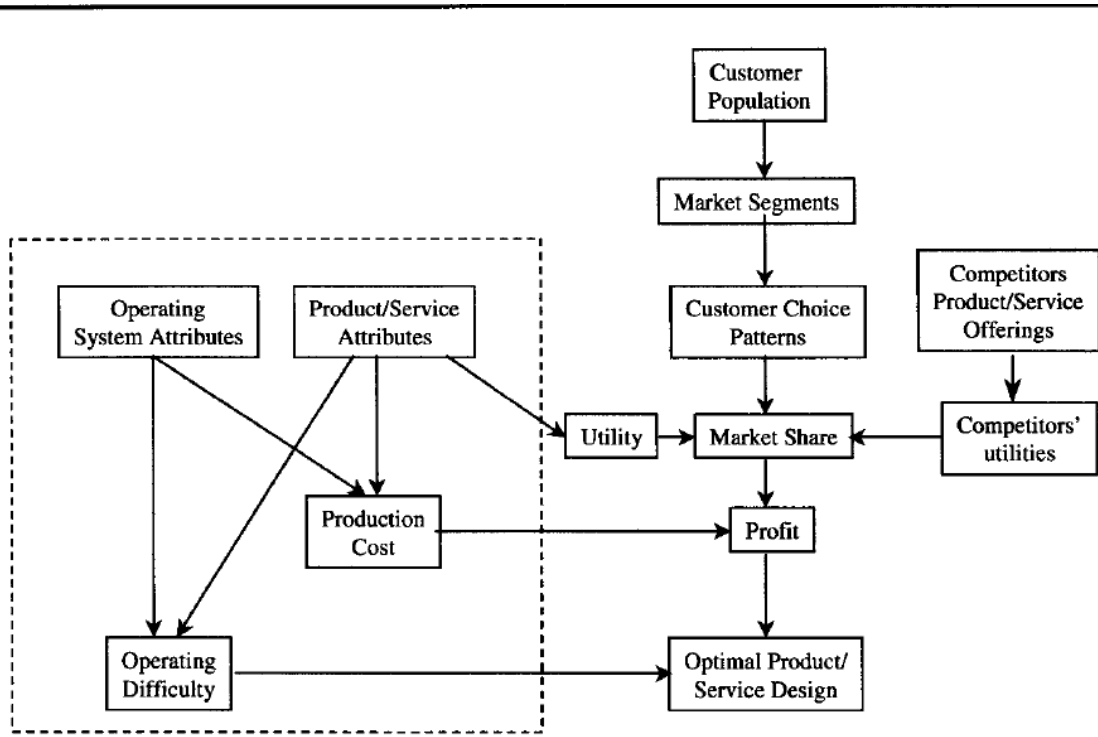 Customer
Population
Market Segments
Operating
System Attributes
Product/Service
Attributes
Customer Choice
Patterns
Competitors
Product/Service
Offerings
Utility
Market Share
Competitors'
utilities
Production
Cost
Profit
Operating
Difficulty
Optimal Product/
Service Design